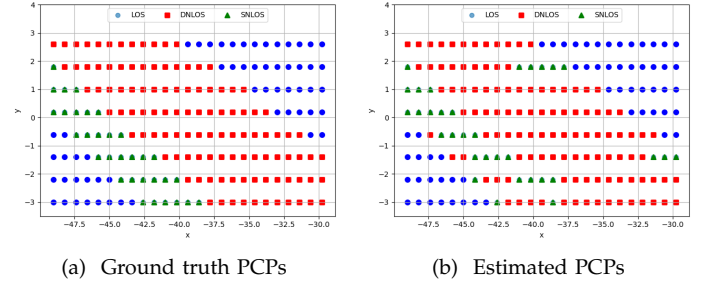 LOS DNLOS SNLOS
4
3
2
1
0
−1
−2
−3
y
−47.5 −45.0 −42.5 −40.0 −37.5 −35.0 −32.5 −30.0
x
(a) Ground truth PCPs
LOS DNLOS SNLOS
4
3
2
1
0
−1
−2
−3
y
−47.5 −45.0 −42.5 −40.0 −37.5 −35.0 −32.5 −30.0
x
(b) Estimated PCPs